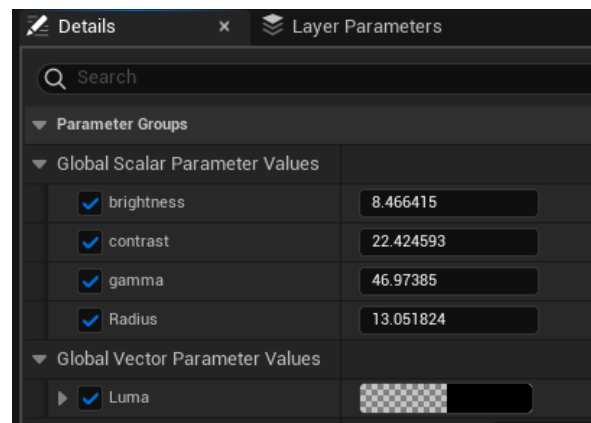 Details
Layer Parameters
Search
Parameter Groups
Global Scalar Parameter Values
brightness 8.466415
contrast 22.424593
gamma 46.97385
Radius 13.051824
Global Vector Parameter Values
Luma